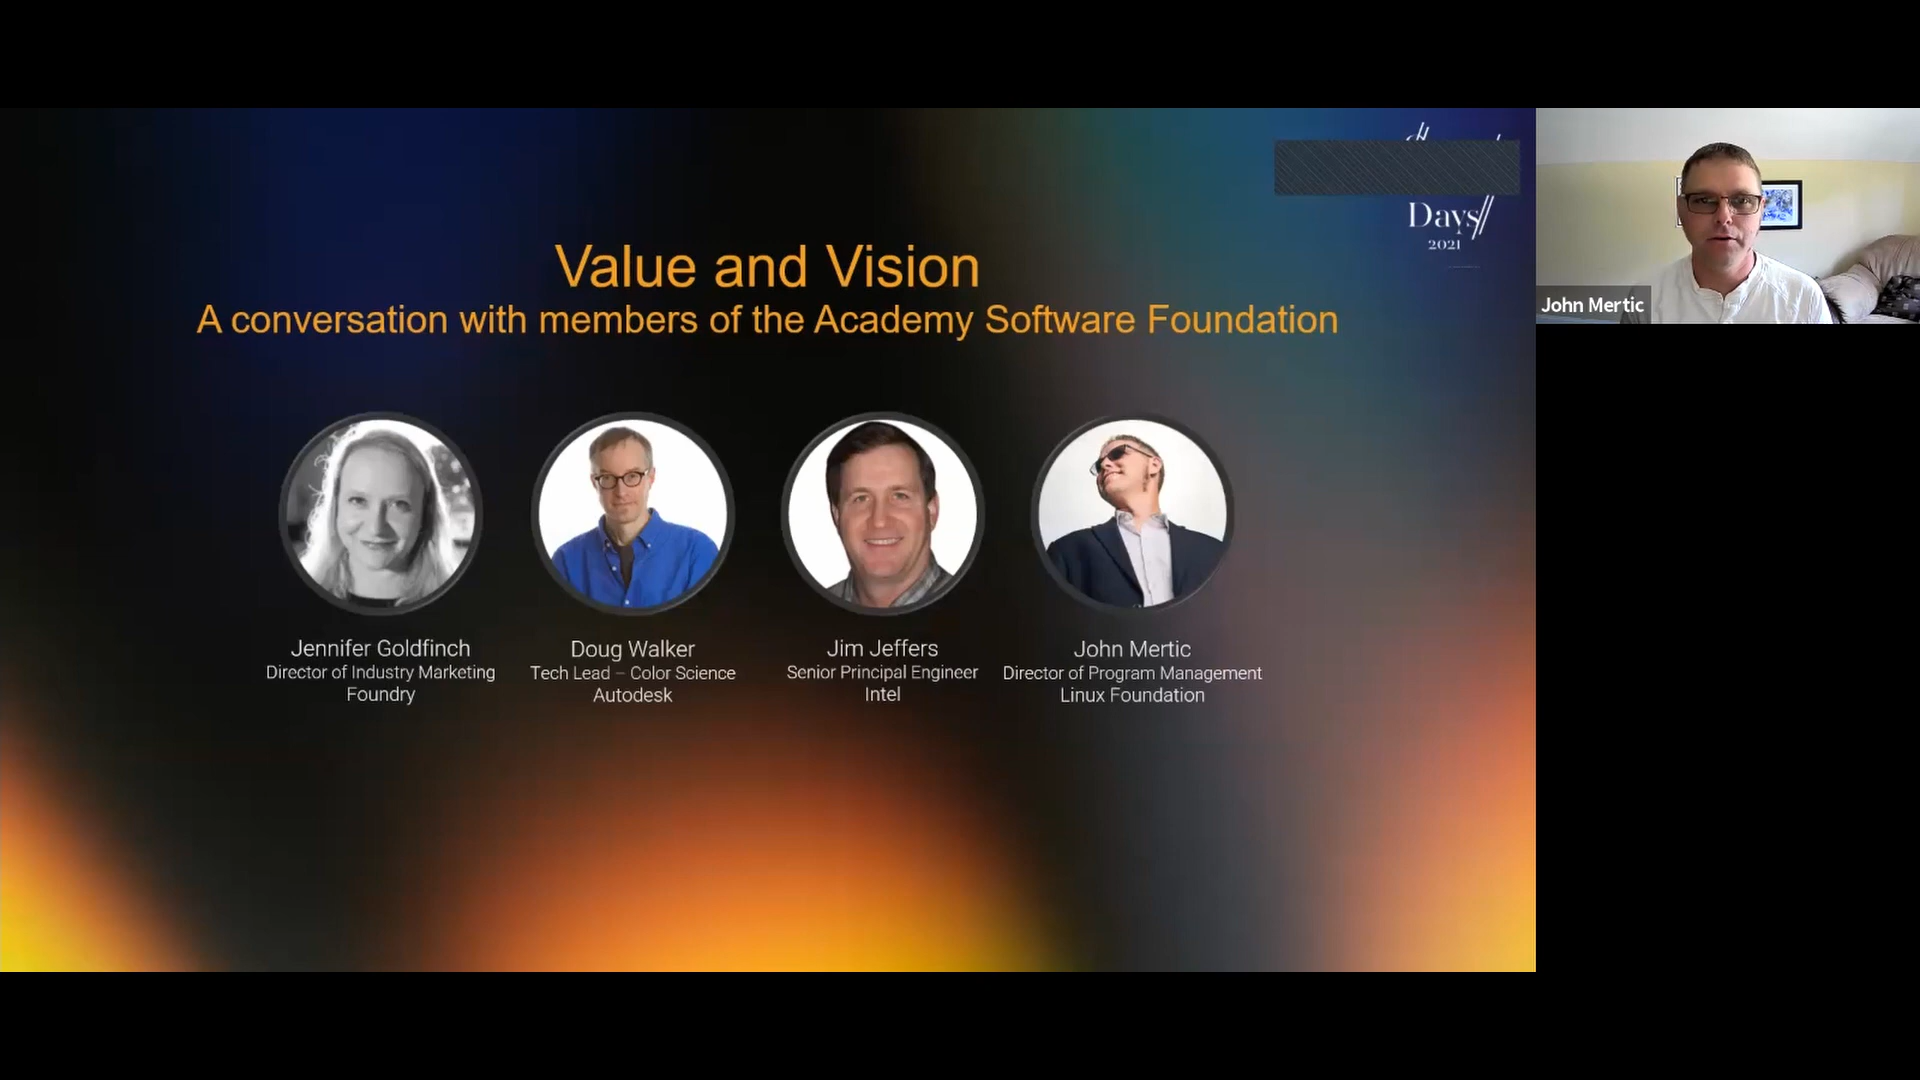 Days
2021
Value and Vision
A conversation with members of the Academy Software Foundation
John Mertic
Jennifer Goldfinch
Director of Industry Marketing
Foundry
Doug Walker
Tech Lead – Color Science
Autodesk
Jim Jeffers
Senior Principal Engineer
Intel
John Mertic
Director of Program Management
Linux Foundation